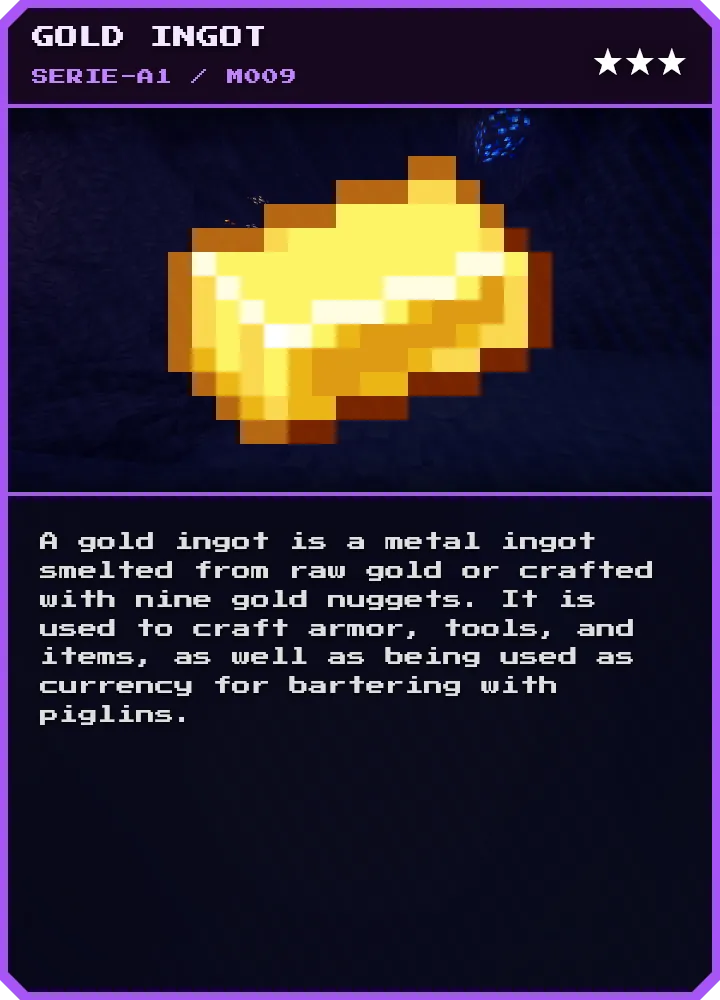 GOLD INGOT
SERIE-A1 / M009
★★★
A gold ingot is a metal ingot
smelted from raw gold or crafted
with nine gold nuggets. It is
used to craft armor, tools, and
items, as well as being used as
currency for bartering with
piglins.